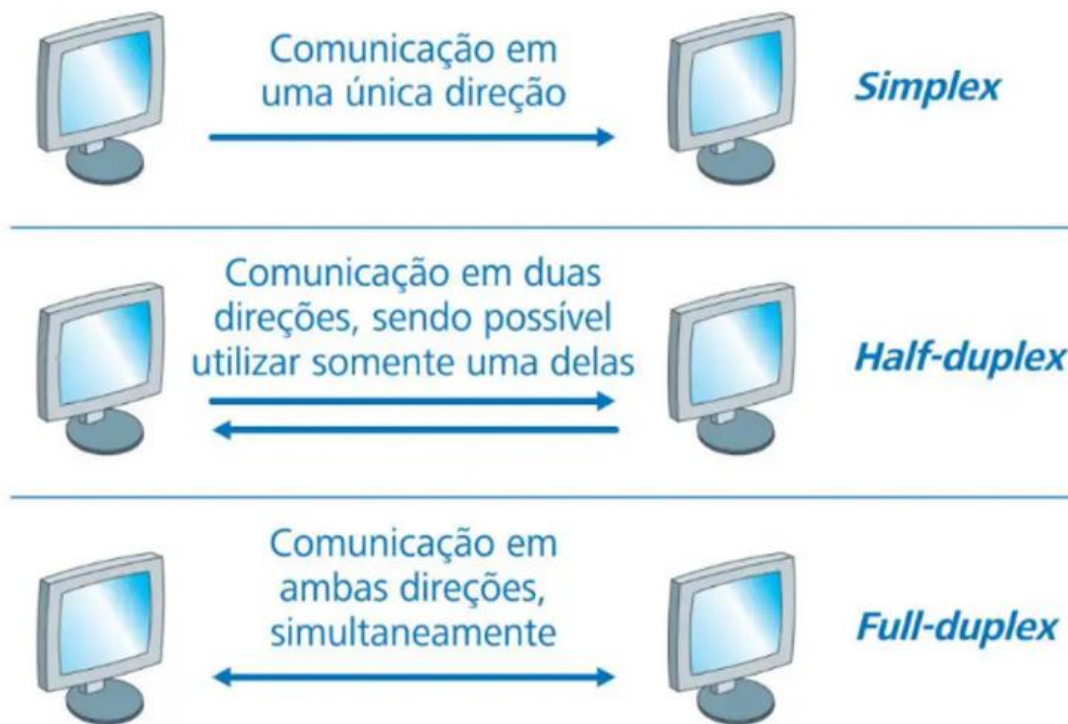 Comunicação em
uma única direção
Simplex
Comunicação em duas
direções, sendo possível
utilizar somente uma delas
Half-duplex
Comunicação em
ambas direções,
simultaneamente
Full-duplex